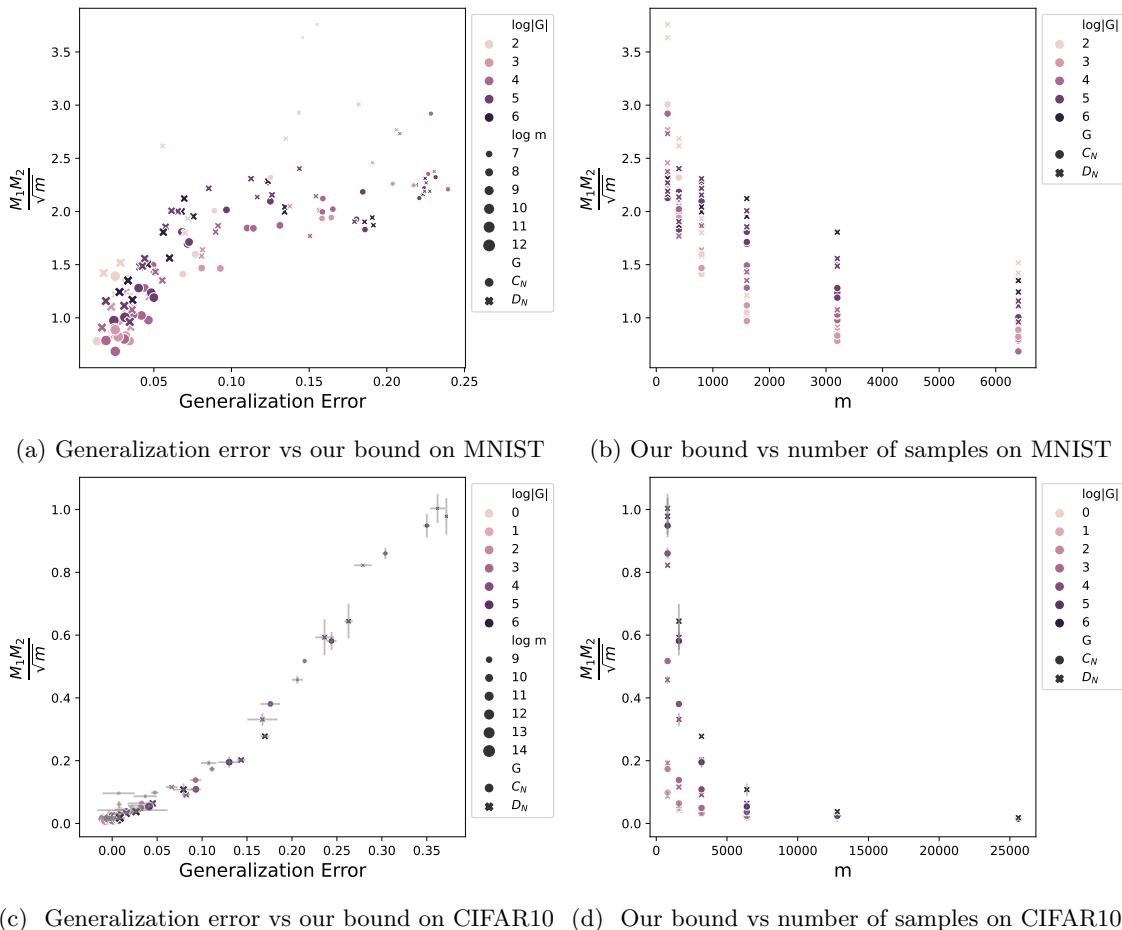 3.5
3.0
2.5
2.0
1.5
1.0
M₁M₂
√m
0.05 0.10 0.15 0.20 0.25
Generalization Error
log|G|
2
3
4
5
6
log m
7
8
9
10
11
12
G
C_N
D_N
(a) Generalization error vs our bound on MNIST
3.5
3.0
2.5
2.0
1.5
1.0
M₁M₂
√m
0 1000 2000 3000 4000 5000 6000
m
log|G|
2
3
4
5
6
G
C_N
D_N
(b) Our bound vs number of samples on MNIST
1.0
0.8
0.6
0.4
0.2
0.0
M₁M₂
√m
0.00 0.05 0.10 0.15 0.20 0.25 0.30 0.35
Generalization Error
log|G|
0
1
2
3
4
5
6
log m
9
10
11
12
13
14
G
C_N
D_N
(c) Generalization error vs our bound on CIFAR10
1.0
0.8
0.6
0.4
0.2
0.0
M₁M₂
√m
0 5000 10000 15000 20000 25000
m
log|G|
0
1
2
3
4
5
6
G
C_N
D_N
(d) Our bound vs number of samples on CIFAR10